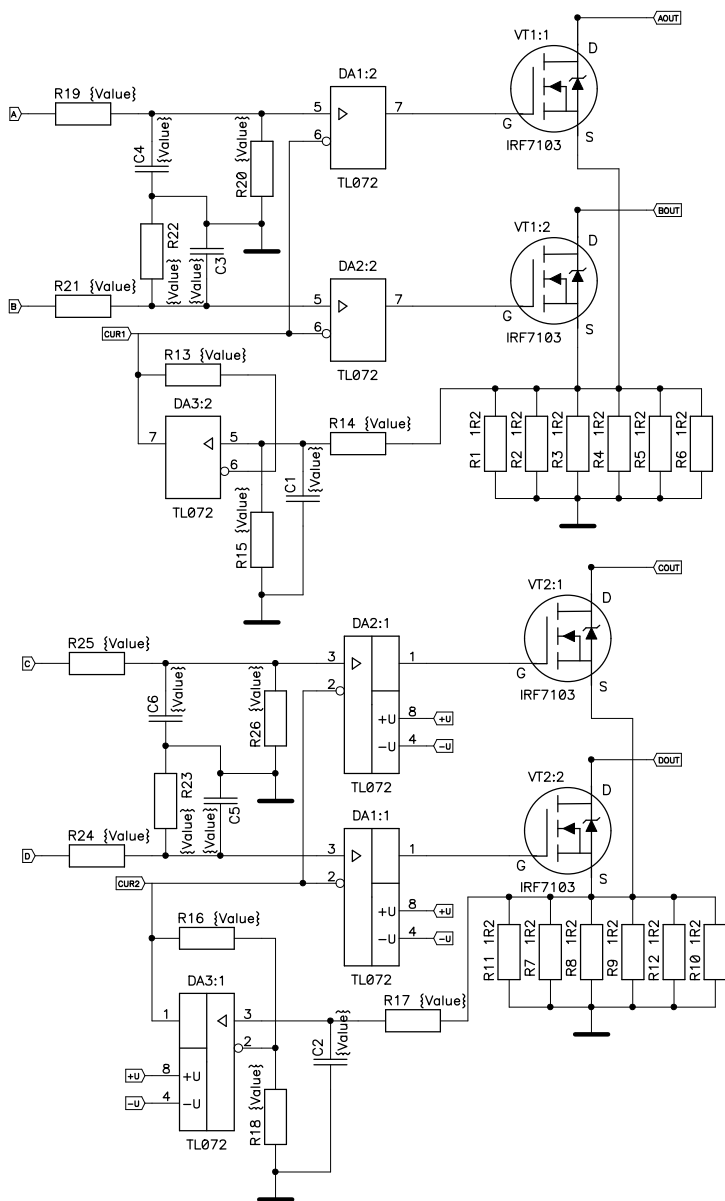 AOUT
VT1:1
D
DA1:2
R19 {Value}
A
5
7
6
G
S
IRF7103
TL072
C4 {Value}
R20 {Value}
BOUT
VT1:2
D
R22 {Value}
C3 {Value}
DA2:2
R21 {Value}
B
5
7
6
G
S
IRF7103
TL072
CUR1
R13 {Value}
DA3:2
R14 {Value}
7
5
6
TL072
R15 {Value}
C1 {Value}
R1 1R2
R2 1R2
R3 1R2
R4 1R2
R5 1R2
R6 1R2
COUT
VT2:1
D
DA2:1
R25 {Value}
C
3
1
2
G
S
IRF7103
+U
8
+U
-U
4
-U
TL072
C6 {Value}
R26 {Value}
DOUT
VT2:2
D
R23 {Value}
C5 {Value}
DA1:1
R24 {Value}
D
3
1
2
G
S
IRF7103
CUR2
+U
8
+U
-U
4
-U
TL072
R16 {Value}
DA3:1
R17 {Value}
1
3
2
+U
8
+U
-U
4
-U
TL072
R18 {Value}
C2 {Value}
R11 1R2
R7 1R2
R8 1R2
R9 1R2
R12 1R2
R10 1R2